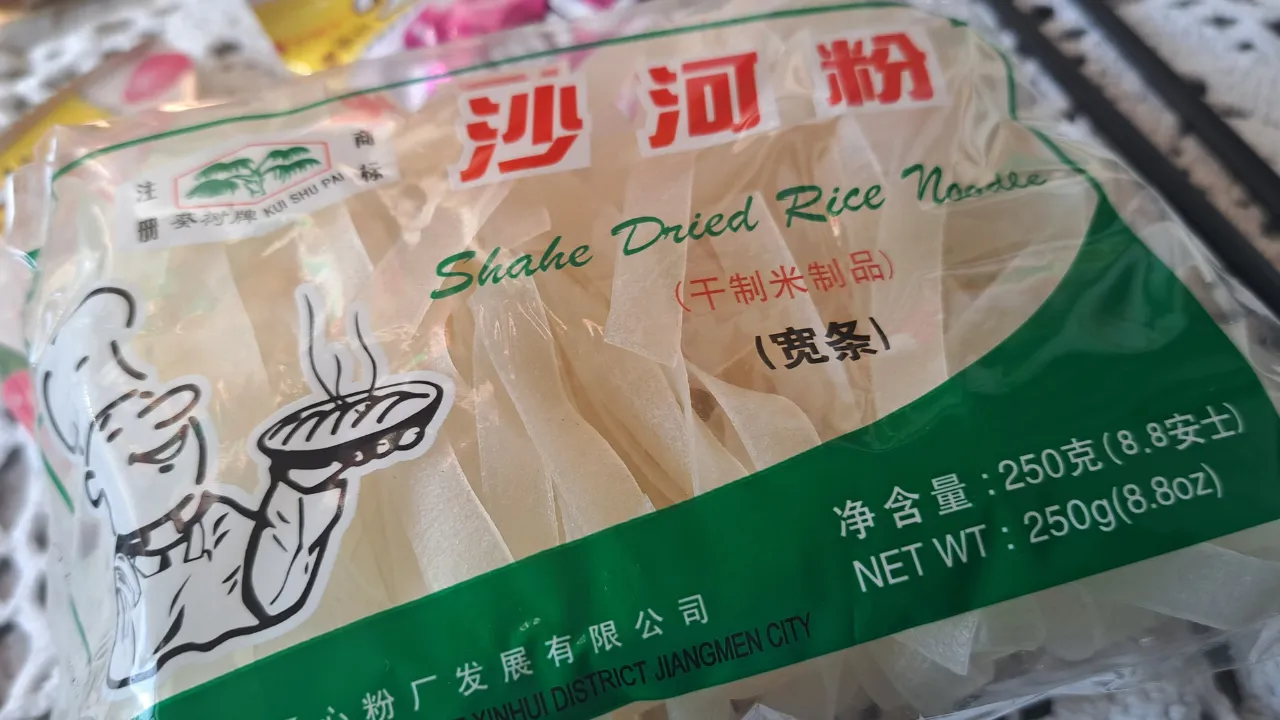 沙河粉
注册
商标
葵树牌 KUI SHU PAI
Shahe Dried Rice Noodle
(干制米制品)
(宽条)
净含量:250克(8.8安士)
NET WT:250g(8.8oz)
粉厂发展有限公司
XINHUI DISTRICT JIANGMEN CITY